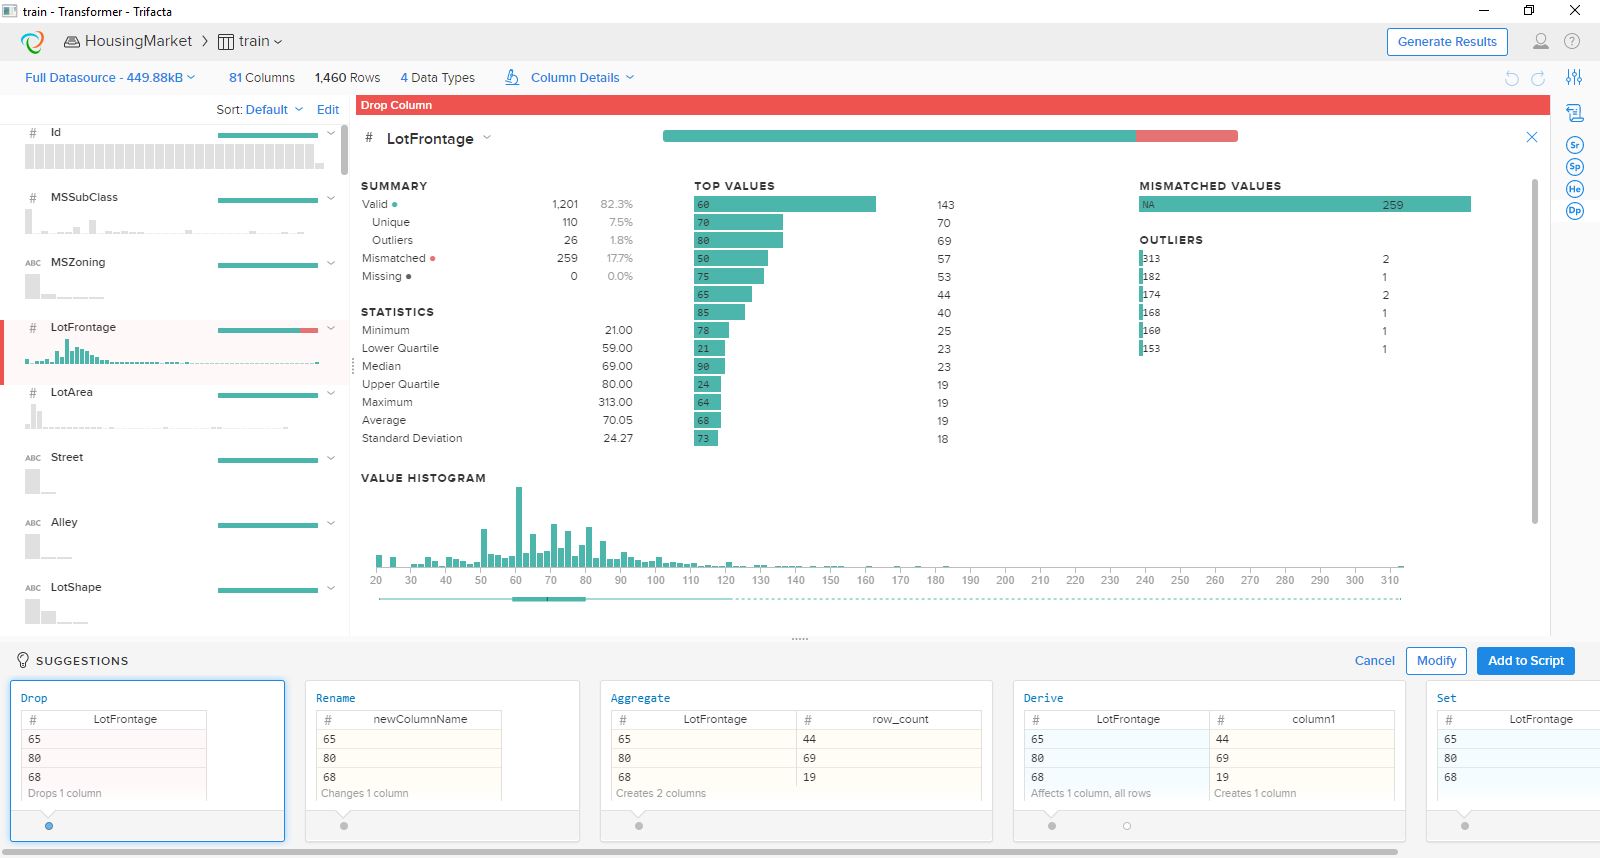 train - Transformer - Trifacta
HousingMarket > train
Generate Results
Full Datasource - 449.88kB
81 Columns
1,460 Rows
4 Data Types
Column Details
Sort: Default
Edit
# Id
# MSSubClass
ABC MSZoning
# LotFrontage
# LotArea
ABC Street
ABC Alley
ABC LotShape
Drop Column
# LotFrontage
SUMMARY
Valid 1,201 82.3%
Unique 110 7.5%
Outliers 26 1.8%
Mismatched 259 17.7%
Missing 0 0.0%
STATISTICS
Minimum 21.00
Lower Quartile 59.00
Median 69.00
Upper Quartile 80.00
Maximum 313.00
Average 70.05
Standard Deviation 24.27
TOP VALUES
60 143
70 70
80 69
50 57
75 53
65 44
85 40
78 25
21 23
90 23
24 19
64 19
68 19
73 18
MISMATCHED VALUES
NA 259
OUTLIERS
313 2
182 1
174 2
168 1
160 1
153 1
VALUE HISTOGRAM
20 30 40 50 60 70 80 90 100 110 120 130 140 150 160 170 180 190 200 210 220 230 240 250 260 270 280 290 300 310
Sr
Sp
He
Dp
SUGGESTIONS
Cancel
Modify
Add to Script
Drop
# LotFrontage
65
80
68
Drops 1 column
Rename
# newColumnName
65
80
68
Changes 1 column
Aggregate
# LotFrontage # row_count
65 44
80 69
68 19
Creates 2 columns
Derive
# LotFrontage # column1
65 44
80 69
68 19
Affects 1 column, all rows Creates 1 column
Set
# LotFrontage
65
80
68